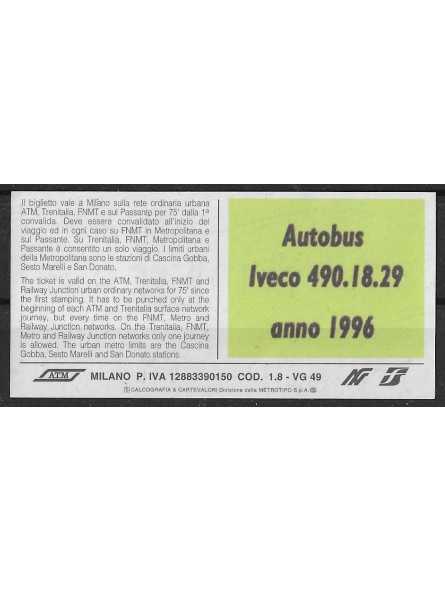 Il biglietto vale a Milano sulla rete ordinaria urbana
ATM, Trenitalia, FNMT e sul Passante per 75' dalla 1ª
convalida. Deve essere convalidato all'inizio del
viaggio ed in ogni caso su FNMT in Metropolitana e
sul Passante. Su Trenitalia, FNMT, Metropolitana e
Passante è consentito un solo viaggio. I limiti urbani
della metropolitana sono le stazioni di Cascina Gobba,
Sesto Marelli e San Donato.
The ticket is valid on the ATM, Trenitalia, FNMT and
Railway Junction urban ordinary networks for 75' since
the first stamping. It has to be punched only at the
beginning of each ATM and Trenitalia surface network
journey, but every time on the FNMT, Metro and
Railway Junction networks. On the Trenitalia, FNMT,
Metro and Railway Junction networks only one journey
is allowed. The urban metro limits are the Cascina
Gobba, Sesto Marelli and San Donato stations.
Autobus
Iveco 490.18.29
anno 1996
ATM MILANO P. IVA 12883390150 COD. 1.8 - VG 49
CALCOGRAFIA & CARTEVALORI Divisione della METROTIPO S.p.A.